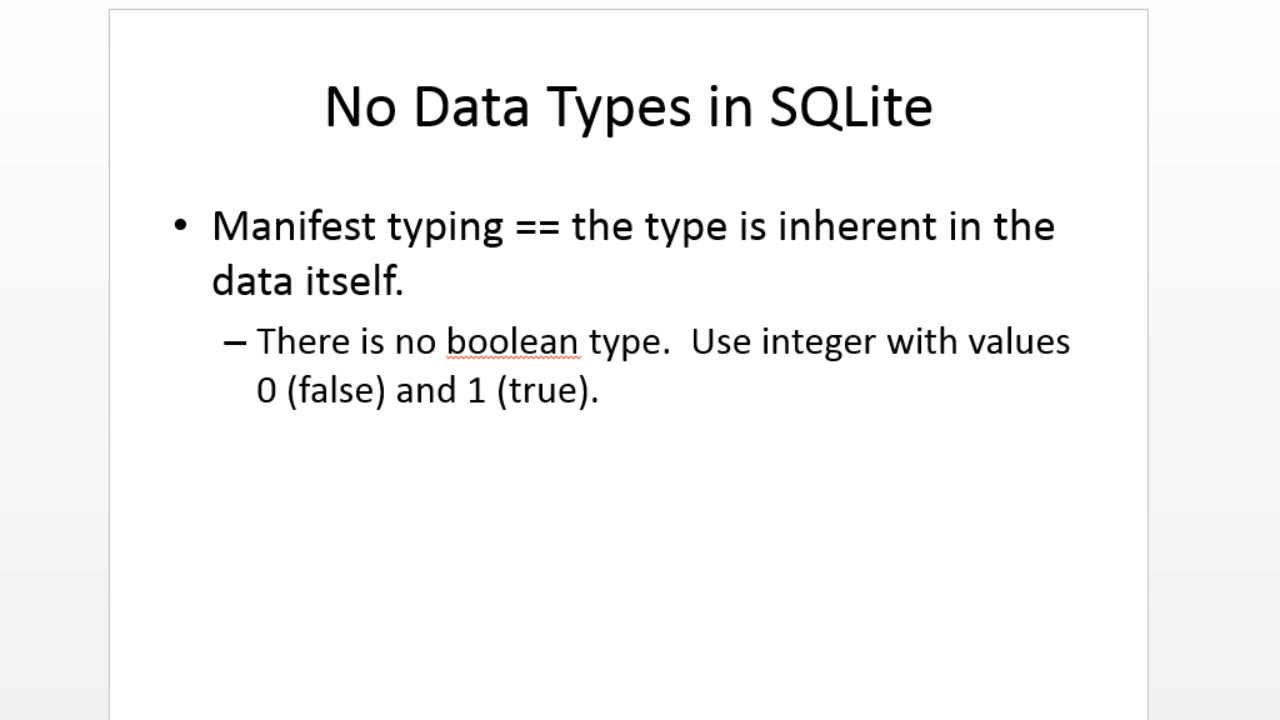 No Data Types in SQLite
• Manifest typing == the type is inherent in the
data itself.
– There is no boolean type.  Use integer with values
0 (false) and 1 (true).